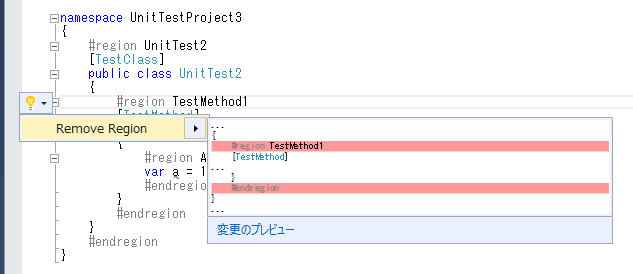 namespace UnitTestProject3
{
#region UnitTest2
[TestClass]
public class UnitTest2
{
#region TestMethod1
[TestMethod]
Remove Region
...
{
#region TestMethod1
[TestMethod]
...
}
#endregion
}
...
変更のプレビュー
{
#region A
var a = 1
#endregion
}
#endregion
}
#endregion
}